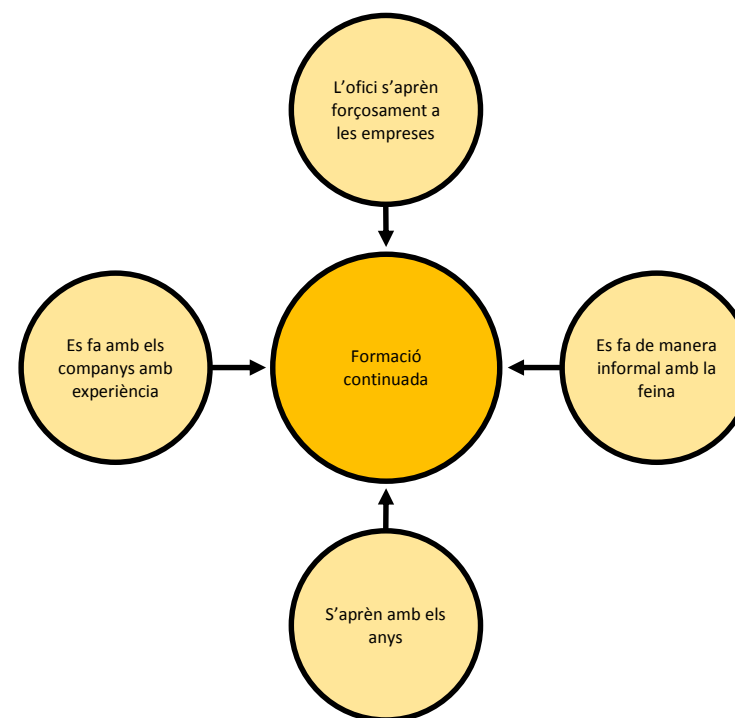 L’ofici s’aprèn
forçosament a
les empreses
Es fa amb els
companys amb
experiència
Formació
continuada
Es fa de manera
informal amb la
feina
S’aprèn amb els
anys